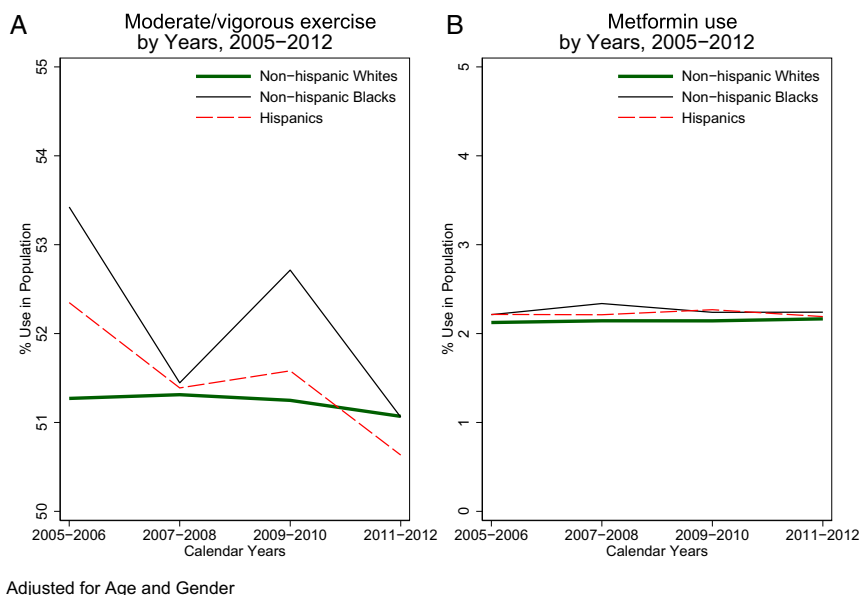 A
Moderate/vigorous exercise
by Years, 2005−2012
Non−hispanic Whites
Non−hispanic Blacks
Hispanics
% Use in Population
55
54
53
52
51
50
2005−2006
2007−2008
2009−2010
2011−2012
Calendar Years
B
Metformin use
by Years, 2005−2012
Non−hispanic Whites
Non−hispanic Blacks
Hispanics
% Use in Population
5
4
3
2
1
0
2005−2006
2007−2008
2009−2010
2011−2012
Calendar Years
Adjusted for Age and Gender